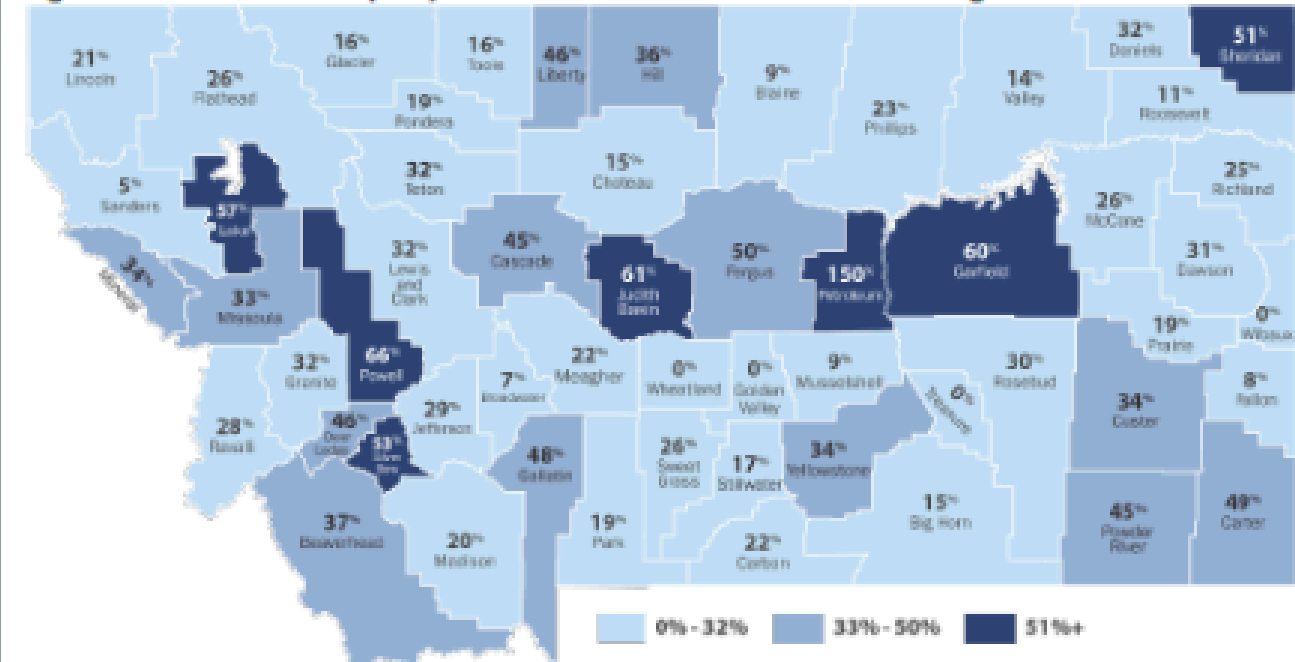 21%
Lincoln
26%
Flathead
16%
Glacier
16%
Toole
46%
Liberty
36%
Hill
9%
Blaine
23%
Phillips
14%
Valley
32%
Daniels
51%
Sheridan
19%
Pondera
11%
Roosevelt
5%
Sanders
57%
Lake
32%
Teton
15%
Choteau
26%
McCone
25%
Richland
34%
Mineral
33%
Missoula
32%
Lewis
and
Clark
45%
Cascade
61%
Judith
Basin
50%
Fergus
150%
Petroleum
60%
Garfield
31%
Dawson
0%
Wibaux
32%
Granite
66%
Powell
7%
Broadwater
22%
Meagher
0%
Wheatland
0%
Golden
Valley
9%
Musselshell
0%
Treasure
30%
Rosebud
19%
Prairie
34%
Custer
8%
Fallon
28%
Ravalli
46%
Deer
Lodge
53%
Silver
Bow
29%
Jefferson
48%
Gallatin
26%
Sweet
Grass
17%
Stillwater
34%
Yellowstone
15%
Big Horn
45%
Powder
River
49%
Carter
37%
Beaverhead
20%
Madison
19%
Park
22%
Carbon
0% - 32%
33% - 50%
51%+